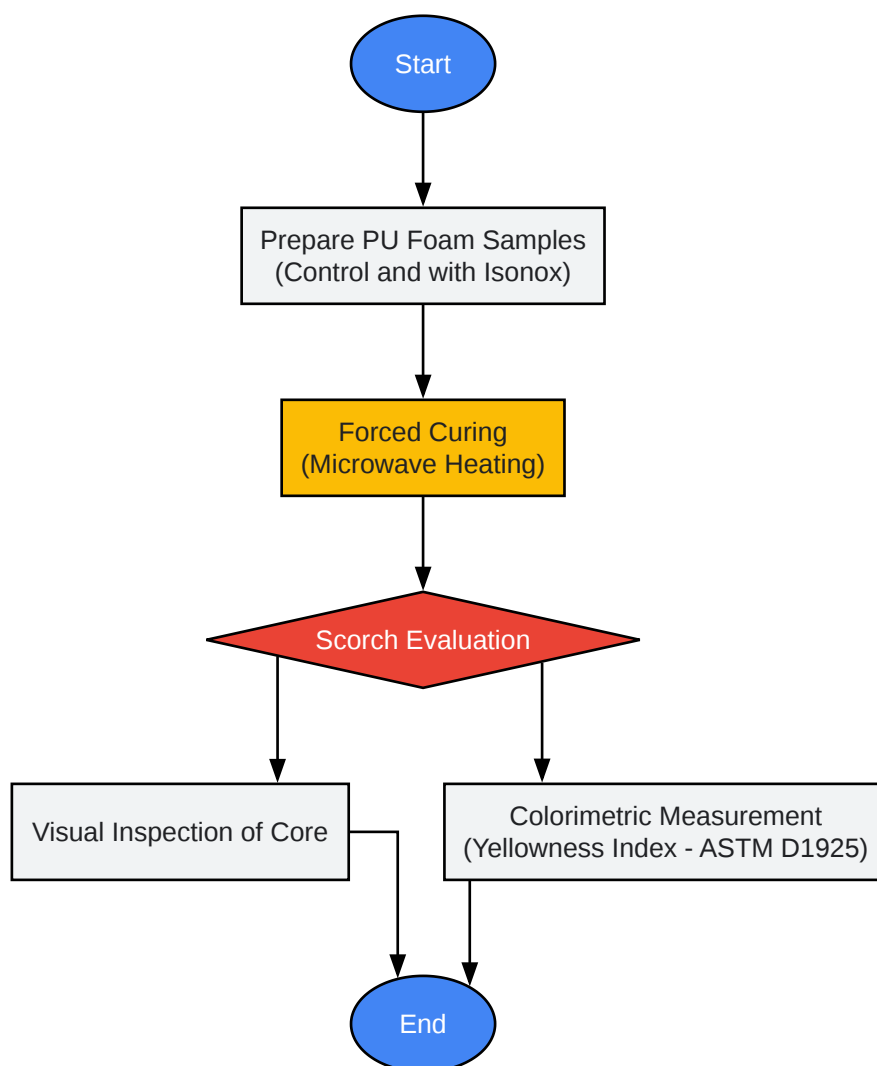 Start
Prepare PU Foam Samples
(Control and with Isonox)
Forced Curing
(Microwave Heating)
Scorch Evaluation
Visual Inspection of Core
Colorimetric Measurement
(Yellowness Index - ASTM D1925)
End